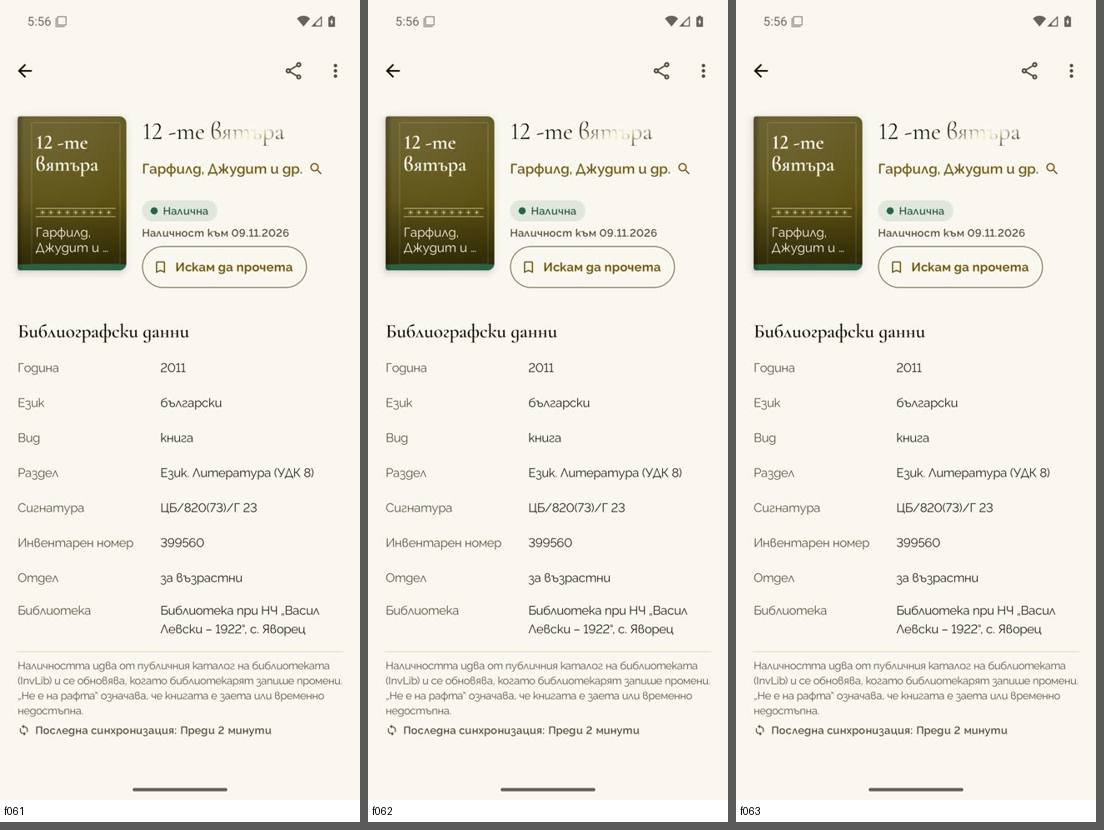 5:56
12 -те
вятъра
Гарфилд,
Джудит и ...
12 -те вятъра
Гарфилд, Джудит и др.
Налична
Наличност към 09.11.2026
Искам да прочета
Библиографски данни
Година 2011
Език български
Вид книга
Раздел Език. Литература (УДК 8)
Сигнатура ЦБ/820(73)/Г 23
Инвентарен номер 399560
Отдел за възрастни
Библиотека Библиотека при НЧ „Васил
Левски – 1922“, с. Яворец
Наличността идва от публичния каталог на библиотеката
(InvLib) и се обновява, когато библиотекарят запише промени.
„Не е на рафта“ означава, че книгата е заета или временно
недостъпна.
Последна синхронизация: Преди 2 минути
f061
5:56
12 -те
вятъра
Гарфилд,
Джудит и ...
12 -те вятъра
Гарфилд, Джудит и др.
Налична
Наличност към 09.11.2026
Искам да прочета
Библиографски данни
Година 2011
Език български
Вид книга
Раздел Език. Литература (УДК 8)
Сигнатура ЦБ/820(73)/Г 23
Инвентарен номер 399560
Отдел за възрастни
Библиотека Библиотека при НЧ „Васил
Левски – 1922“, с. Яворец
Наличността идва от публичния каталог на библиотеката
(InvLib) и се обновява, когато библиотекарят запише промени.
„Не е на рафта“ означава, че книгата е заета или временно
недостъпна.
Последна синхронизация: Преди 2 минути
f062
5:56
12 -те
вятъра
Гарфилд,
Джудит и ...
12 -те вятъра
Гарфилд, Джудит и др.
Налична
Наличност към 09.11.2026
Искам да прочета
Библиографски данни
Година 2011
Език български
Вид книга
Раздел Език. Литература (УДК 8)
Сигнатура ЦБ/820(73)/Г 23
Инвентарен номер 399560
Отдел за възрастни
Библиотека Библиотека при НЧ „Васил
Левски – 1922“, с. Яворец
Наличността идва от публичния каталог на библиотеката
(InvLib) и се обновява, когато библиотекарят запише промени.
„Не е на рафта“ означава, че книгата е заета или временно
недостъпна.
Последна синхронизация: Преди 2 минути
f063